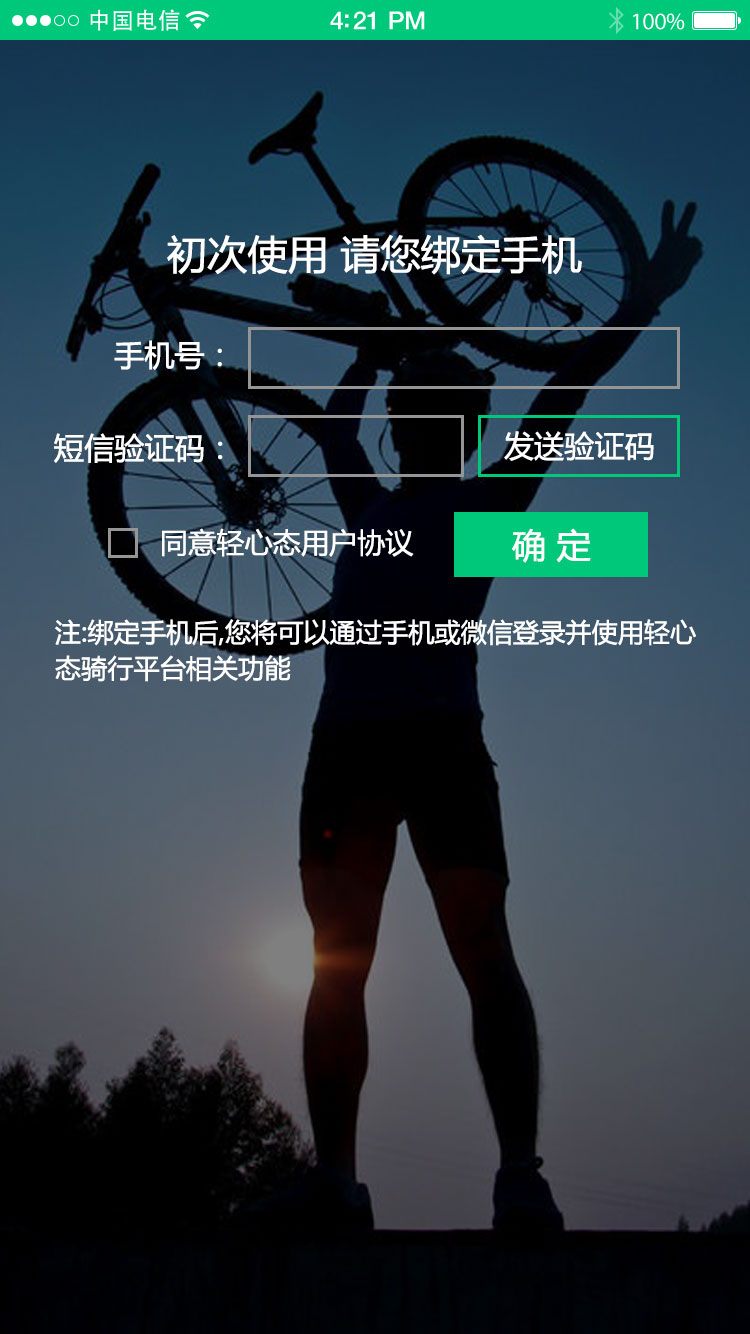 中国电信 4:21 PM 100%
初次使用 请您绑定手机
手机号：
短信验证码： 发送验证码
同意轻心态用户协议 确 定
注:绑定手机后,您将可以通过手机或微信登录并使用轻心
态骑行平台相关功能